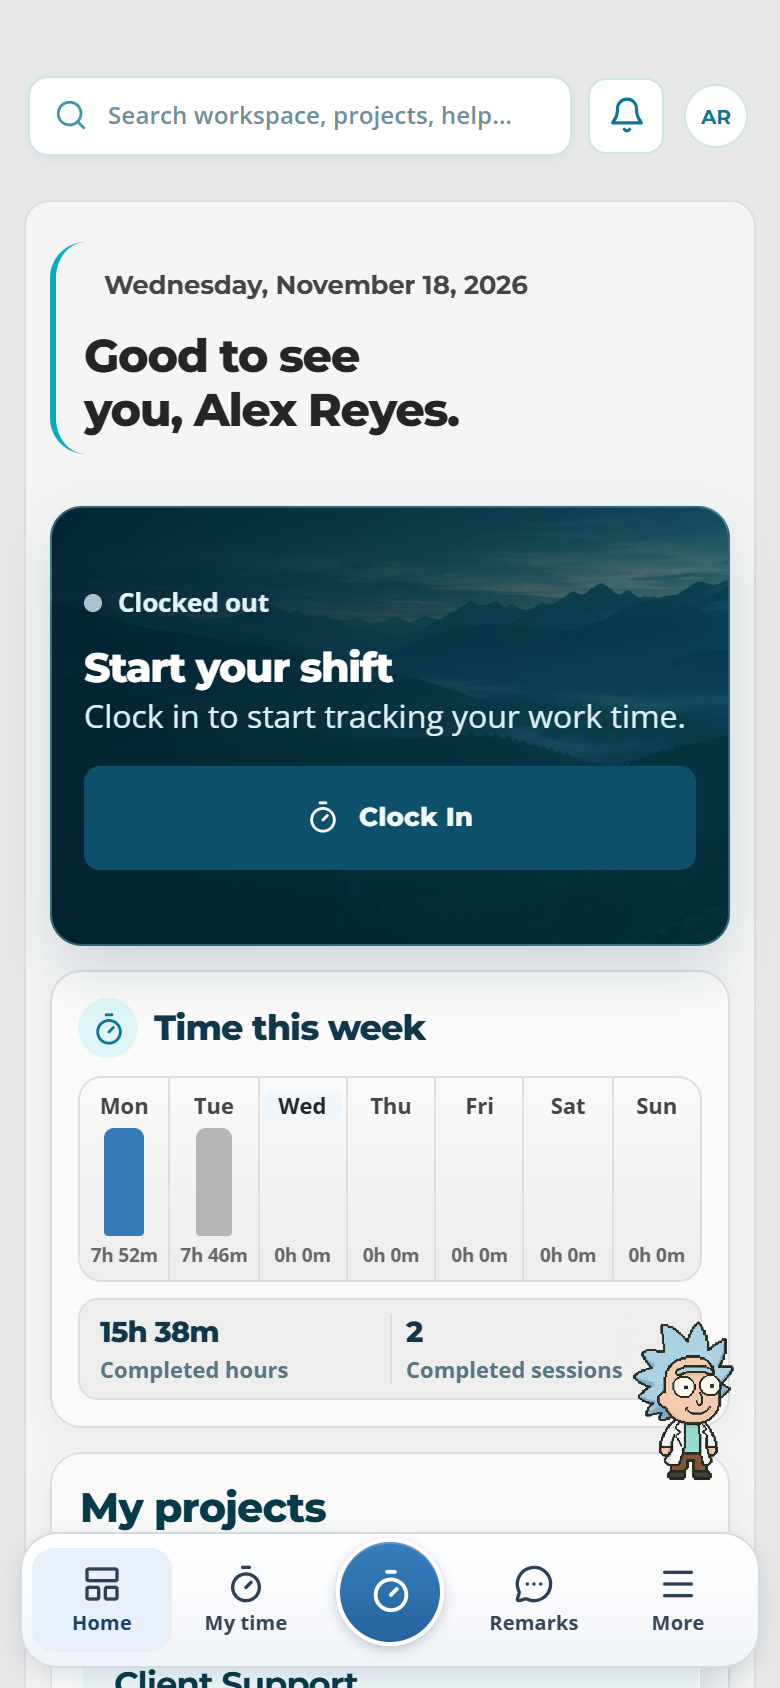 Search workspace, projects, help...
AR
Wednesday, November 18, 2026
Good to see
you, Alex Reyes.
Clocked out
Start your shift
Clock in to start tracking your work time.
Clock In
Time this week
Mon Tue Wed Thu Fri Sat Sun
7h 52m 7h 46m 0h 0m 0h 0m 0h 0m 0h 0m 0h 0m
15h 38m 2
Completed hours Completed sessions
My projects
Home My time Remarks More
Client Support